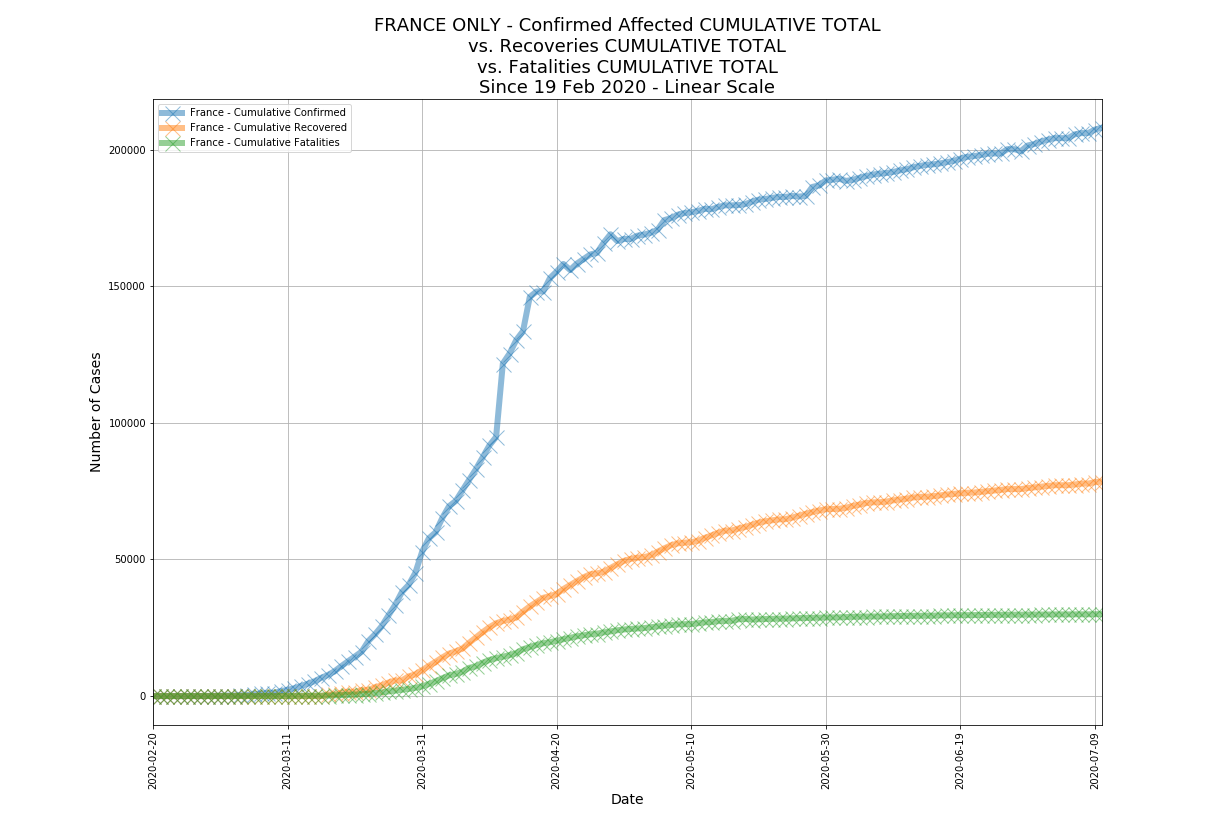 FRANCE ONLY - Confirmed Affected CUMULATIVE TOTAL
vs. Recoveries CUMULATIVE TOTAL
vs. Fatalities CUMULATIVE TOTAL
Since 19 Feb 2020 - Linear Scale
France - Cumulative Confirmed
France - Cumulative Recovered
France - Cumulative Fatalities
Number of Cases
200000
150000
100000
50000
0
2020-02-20
2020-03-11
2020-03-31
2020-04-20
2020-05-10
2020-05-30
2020-06-19
2020-07-09
Date